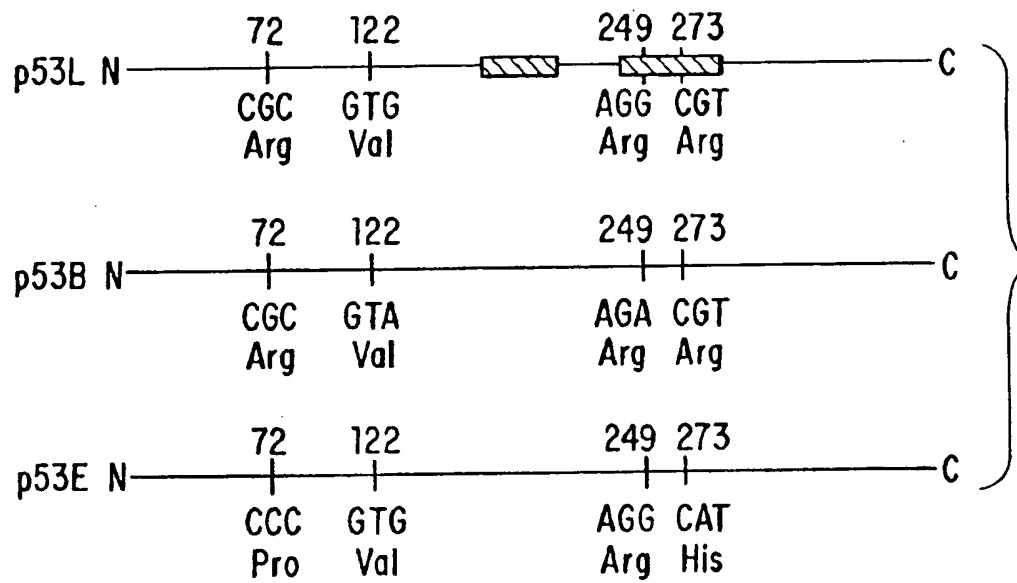 72 122 249 273
p53L N C
CGC GTG AGG CGT
Arg Val Arg Arg
72 122 249 273
p53B N C
CGC GTA AGA CGT
Arg Val Arg Arg
72 122 249 273
p53E N C
CCC GTG AGG CAT
Pro Val Arg His